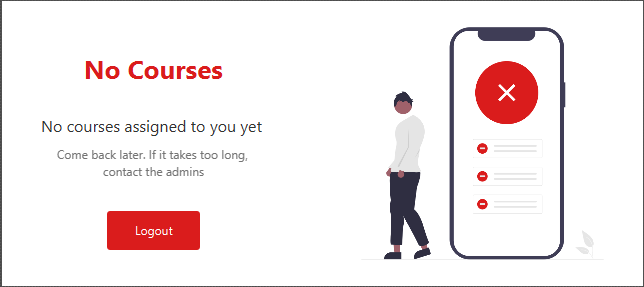 No Courses
No courses assigned to you yet
Come back later. If it takes too long,
contact the admins
Logout